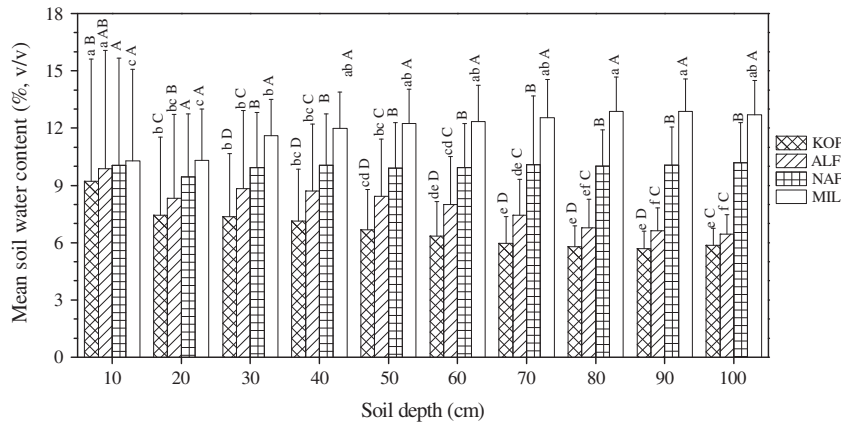 Mean soil water content (%, v/v)
18
15
12
9
6
3
0
a B
a AB
A
c A
b C
bc B
A
c A
b D
bc C
B
b A
bc D
bc C
B
ab A
cd D
bc C
B
ab A
de D
cd C
B
ab A
e D
de C
B
ab A
e D
ef C
B
a A
e D
f C
B
a A
e C
f C
B
ab A
10 20 30 40 50 60 70 80 90 100
Soil depth (cm)
KOP
ALF
NAF
MIL